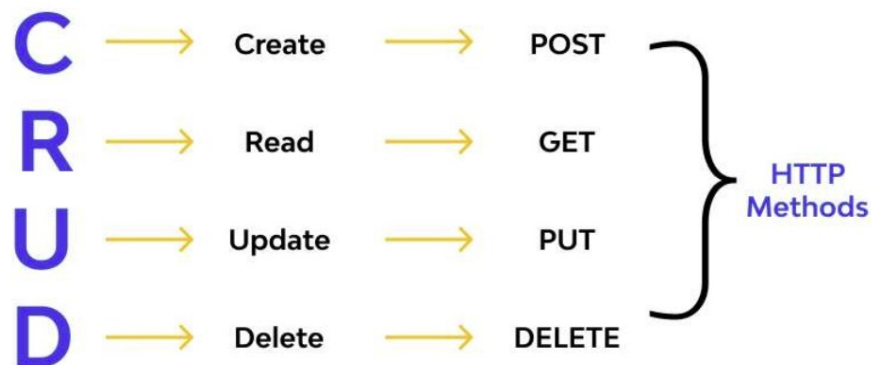 C Create POST
R Read GET
HTTP
Methods
U Update PUT
D Delete DELETE